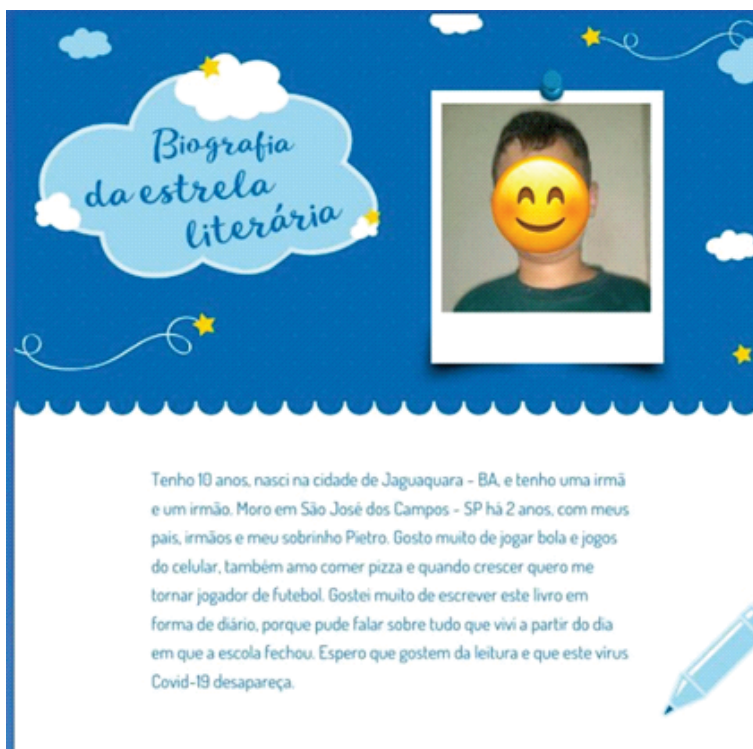 Biografia
da estrela
literária
Tenho 10 anos, nasci na cidade de Jaguaquara - BA, e tenho uma irmã
e um irmão. Moro em São José dos Campos - SP há 2 anos, com meus
pais, irmãos e meu sobrinho Pietro. Gosto muito de jogar bola e jogos
do celular, também amo comer pizza e quando crescer quero me
tornar jogador de futebol. Gostei muito de escrever este livro em
forma de diário, porque pude falar sobre tudo que vivi a partir do dia
em que a escola fechou. Espero que gostem da leitura e que este vírus
Covid-19 desapareça.